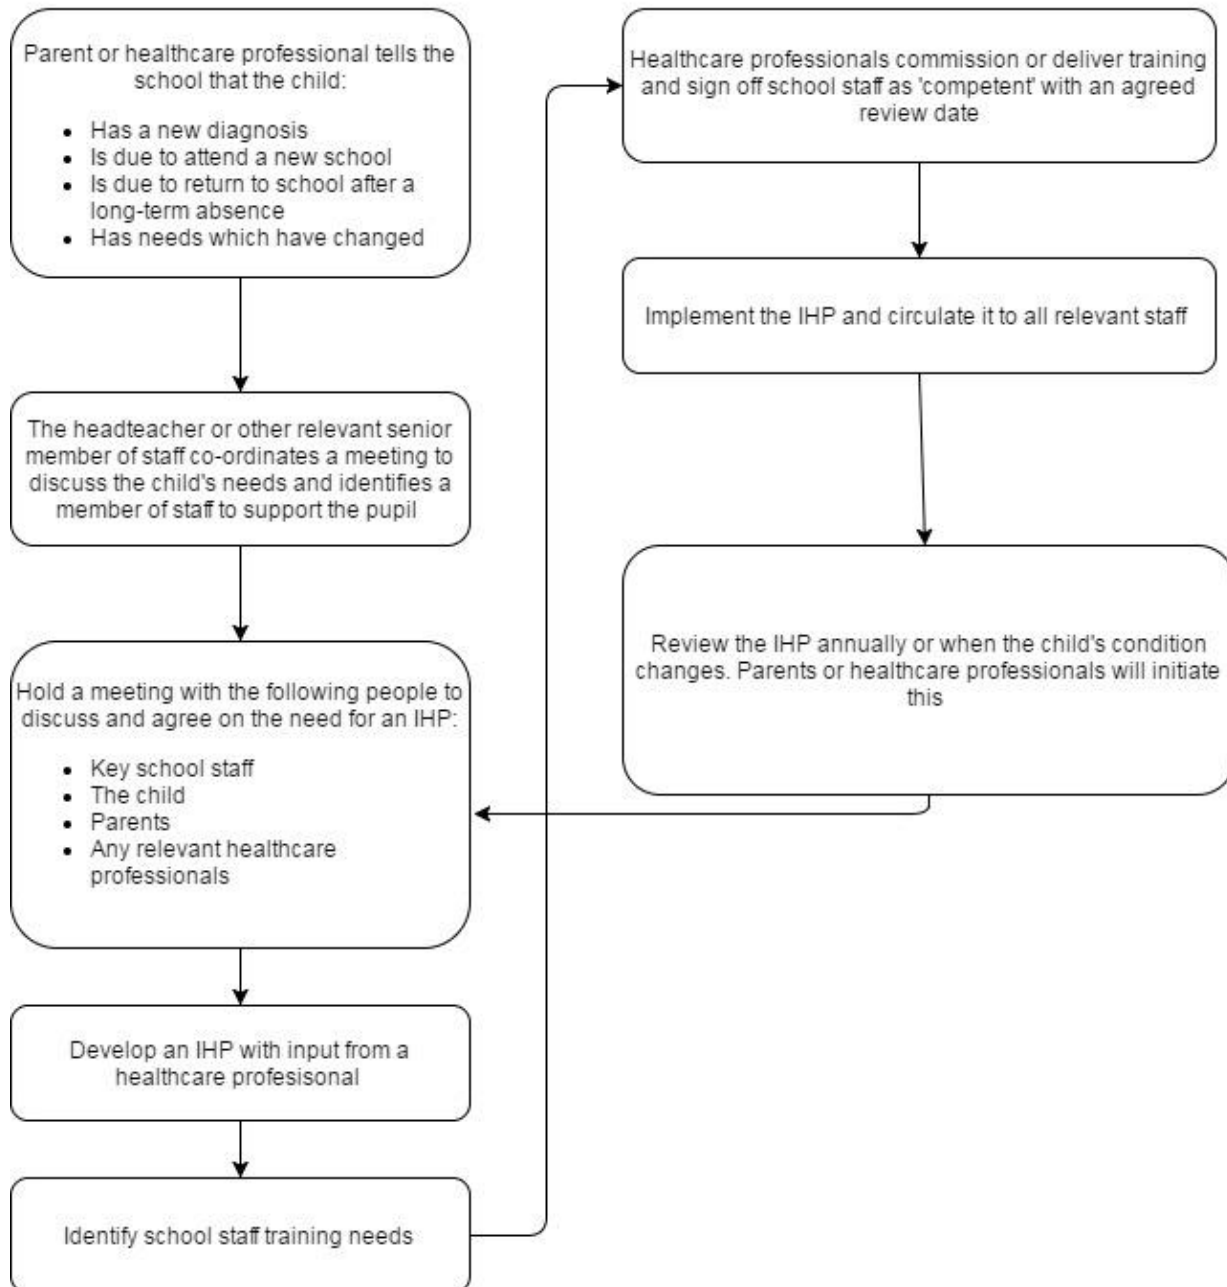 Parent or healthcare professional tells the
school that the child:
• Has a new diagnosis
• Is due to attend a new school
• Is due to return to school after a
long-term absence
• Has needs which have changed
The headteacher or other relevant senior
member of staff co-ordinates a meeting to
discuss the child's needs and identifies a
member of staff to support the pupil
Hold a meeting with the following people to
discuss and agree on the need for an IHP:
• Key school staff
• The child
• Parents
• Any relevant healthcare
professionals
Develop an IHP with input from a
healthcare profesisonal
Identify school staff training needs
Healthcare professionals commission or deliver training
and sign off school staff as 'competent' with an agreed
review date
Implement the IHP and circulate it to all relevant staff
Review the IHP annually or when the child's condition
changes. Parents or healthcare professionals will initiate
this